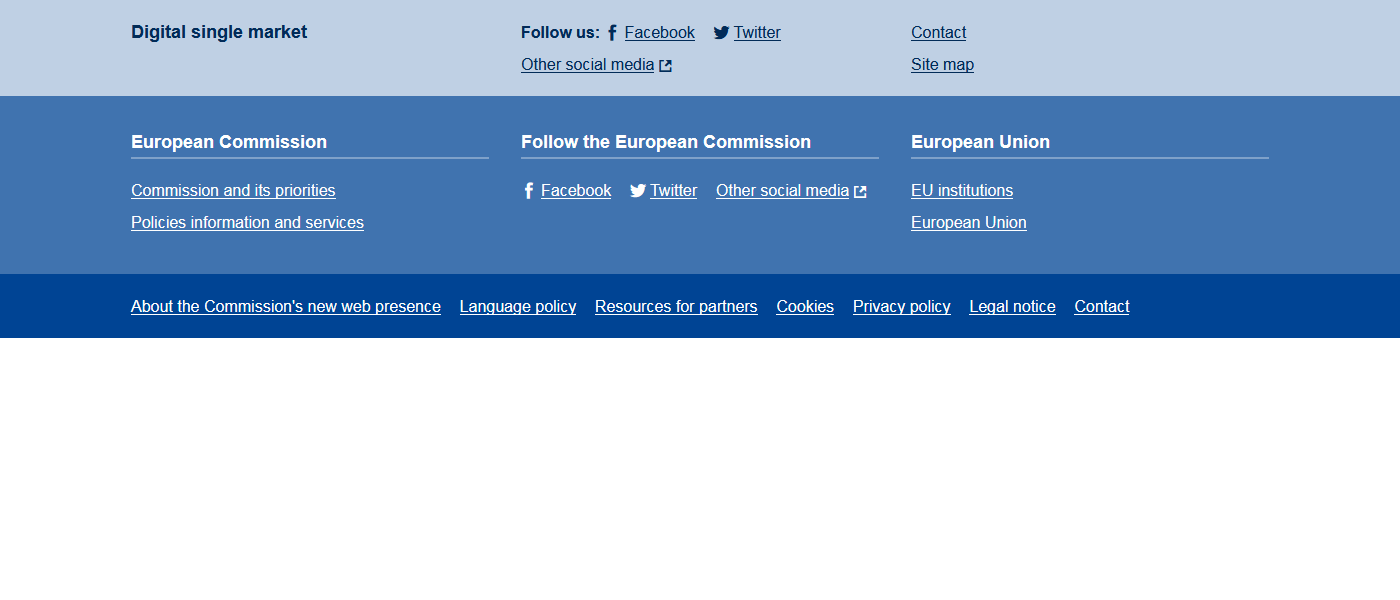 Digital single market
Follow us: Facebook Twitter
Other social media
Contact
Site map
European Commission
Commission and its priorities
Policies information and services
Follow the European Commission
Facebook Twitter Other social media
European Union
EU institutions
European Union
About the Commission's new web presence Language policy Resources for partners Cookies Privacy policy Legal notice Contact